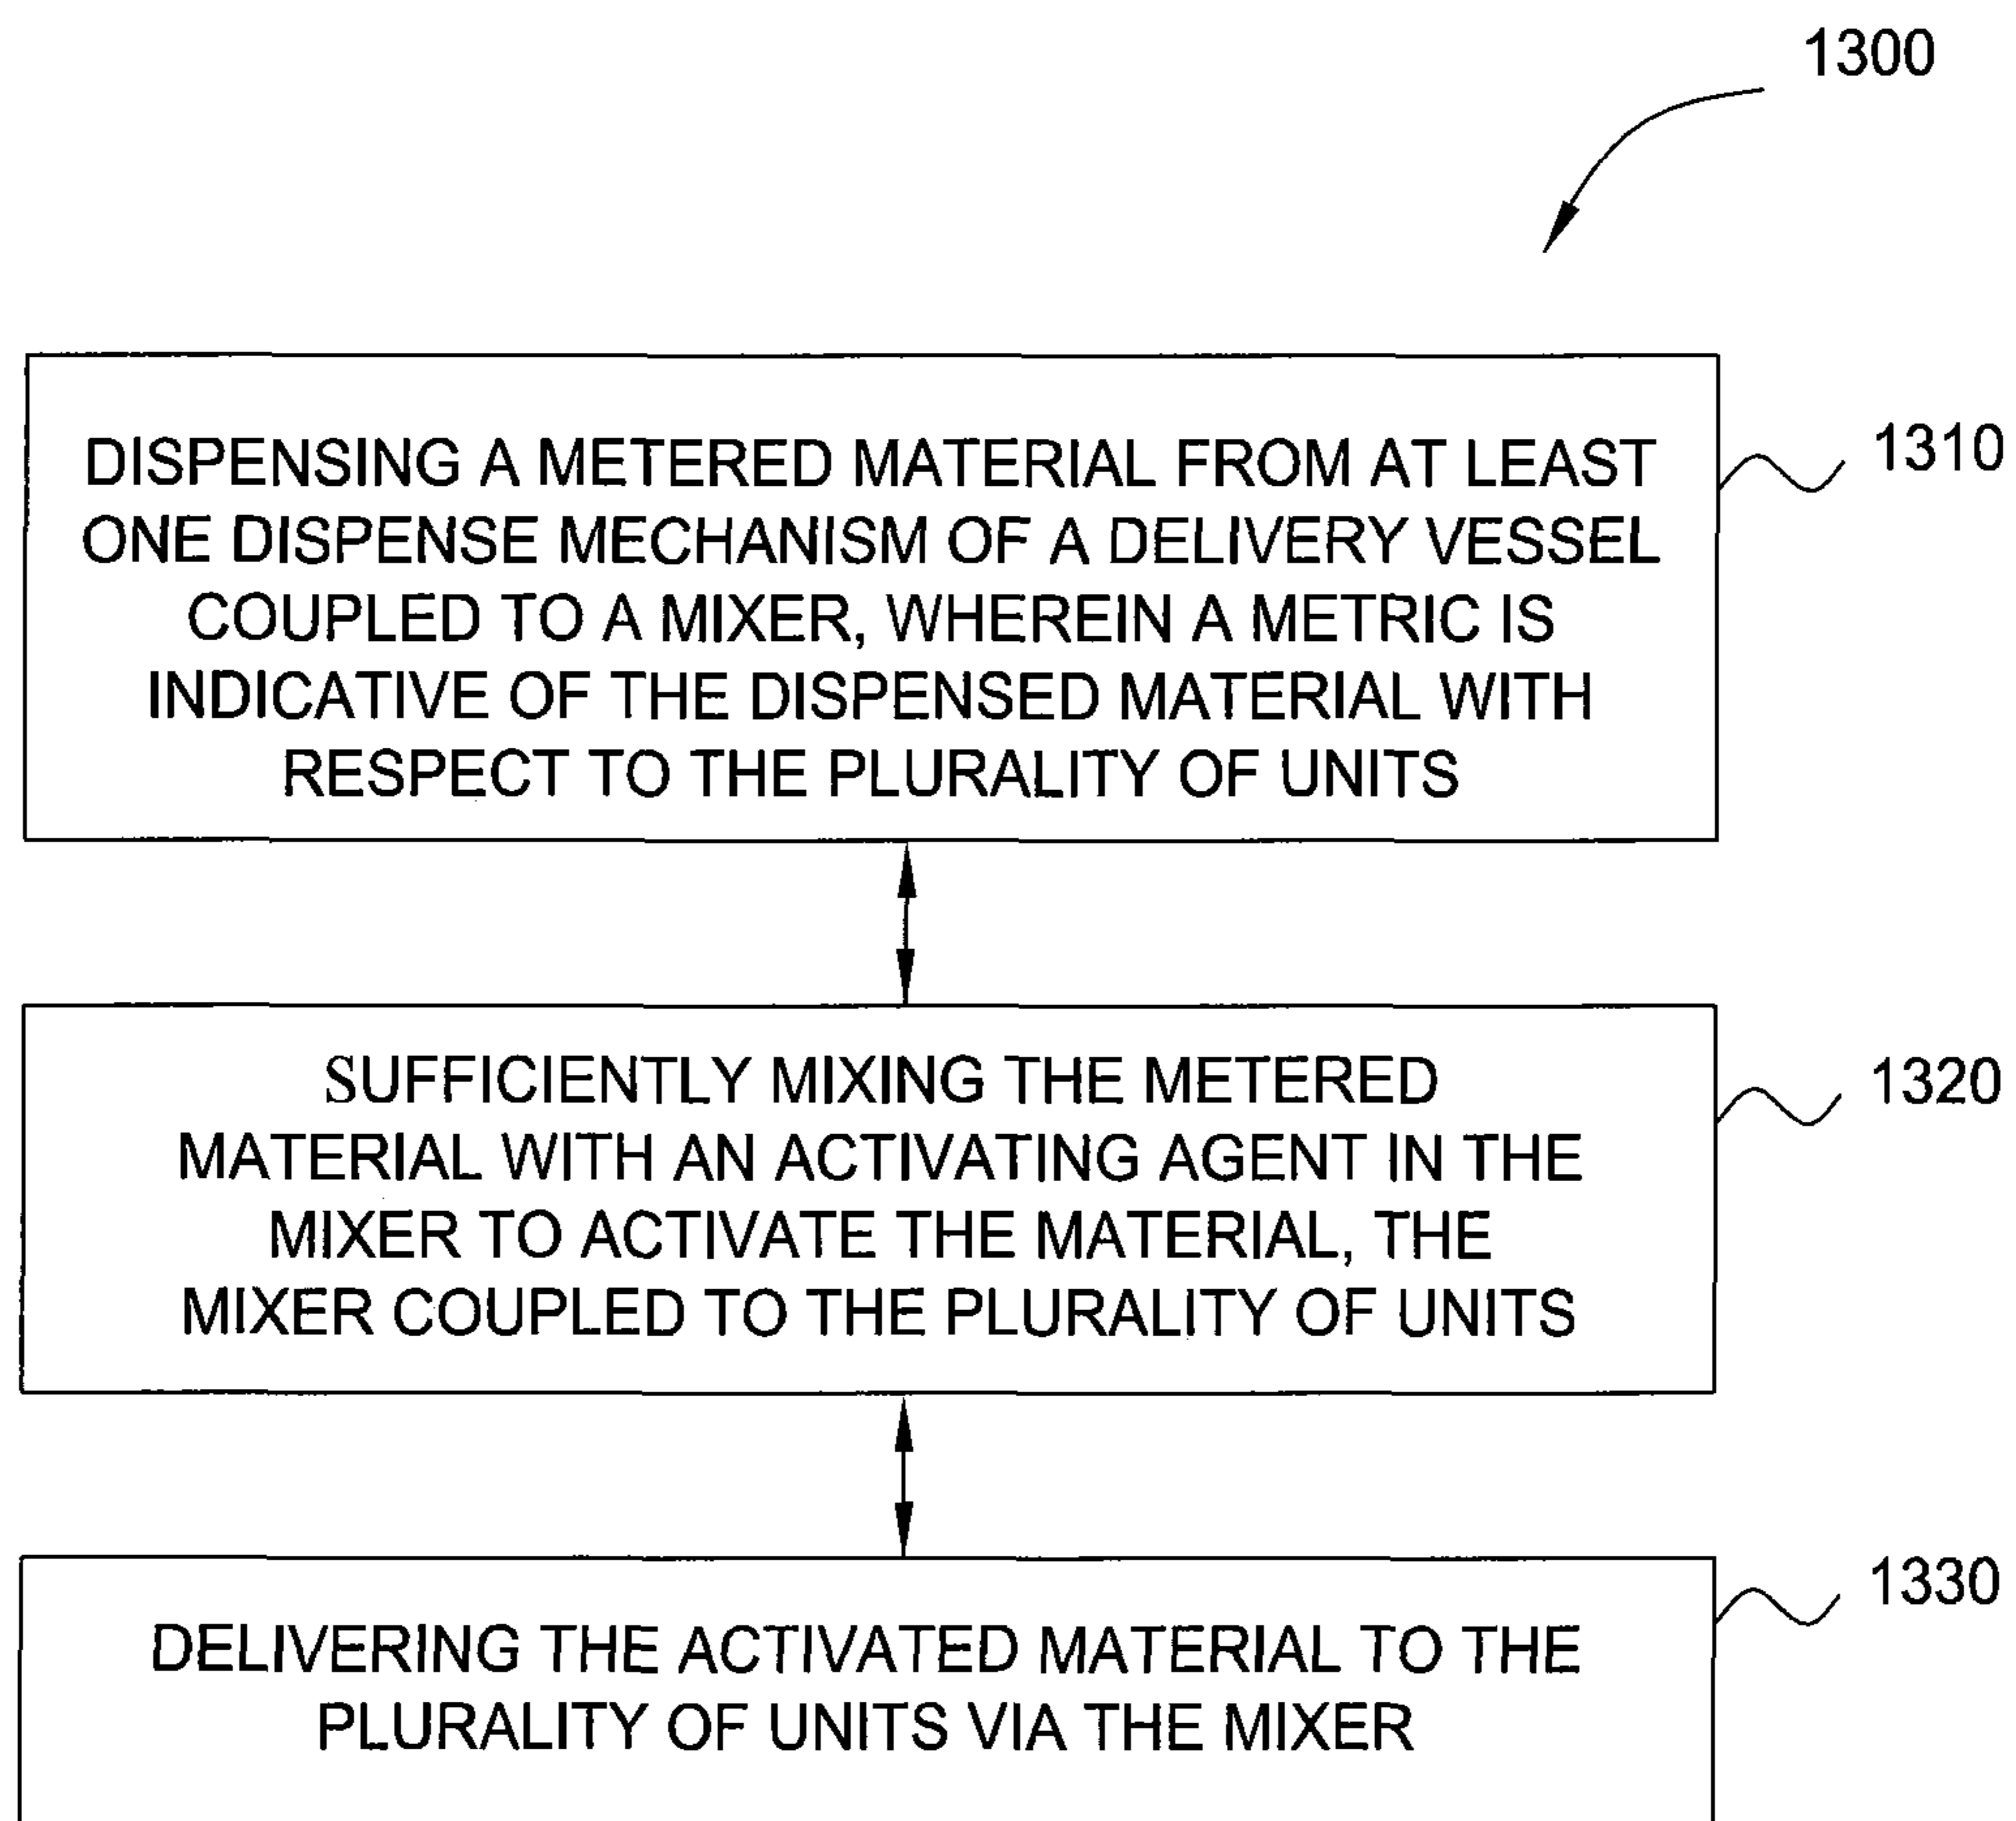 1300
DISPENSING A METERED MATERIAL FROM AT LEAST
ONE DISPENSE MECHANISM OF A DELIVERY VESSEL
COUPLED TO A MIXER, WHEREIN A METRIC IS
INDICATIVE OF THE DISPENSED MATERIAL WITH
RESPECT TO THE PLURALITY OF UNITS
1310
SUFFICIENTLY MIXING THE METERED
MATERIAL WITH AN ACTIVATING AGENT IN THE
MIXER TO ACTIVATE THE MATERIAL, THE
MIXER COUPLED TO THE PLURALITY OF UNITS
1320
DELIVERING THE ACTIVATED MATERIAL TO THE
PLURALITY OF UNITS VIA THE MIXER
1330